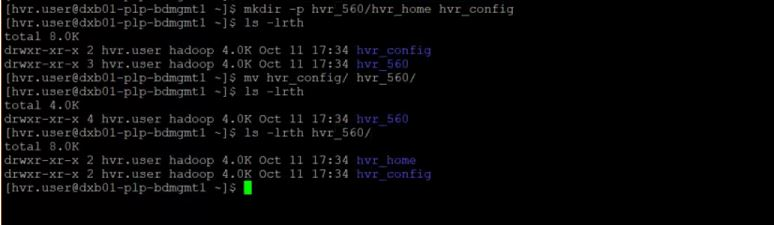 [hvr.user@dxb01-plp-bdmgmt1 ~]$ mkdir -p hvr_560/hvr_home hvr_config
[hvr.user@dxb01-plp-bdmgmt1 ~]$ ls -lrth
total 8.0K
drwxr-xr-x 2 hvr.user hadoop 4.0K Oct 11 17:34 hvr_config
drwxr-xr-x 3 hvr.user hadoop 4.0K Oct 11 17:34 hvr_560
[hvr.user@dxb01-plp-bdmgmt1 ~]$ mv hvr_config/ hvr_560/
[hvr.user@dxb01-plp-bdmgmt1 ~]$ ls -lrth
total 4.0K
drwxr-xr-x 4 hvr.user hadoop 4.0K Oct 11 17:34 hvr_560
[hvr.user@dxb01-plp-bdmgmt1 ~]$ ls -lrth hvr_560/
total 8.0K
drwxr-xr-x 2 hvr.user hadoop 4.0K Oct 11 17:34 hvr_home
drwxr-xr-x 2 hvr.user hadoop 4.0K Oct 11 17:34 hvr_config
[hvr.user@dxb01-plp-bdmgmt1 ~]$